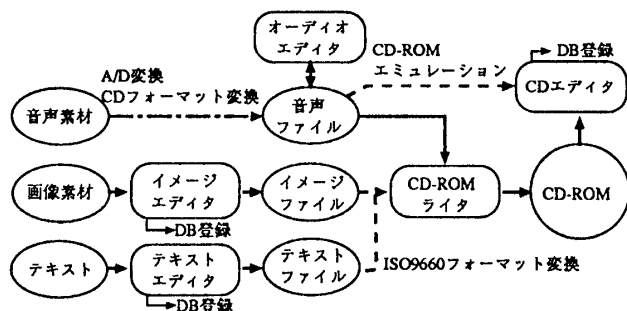 オーディオ
エディタ
CD-ROM
エミュレーション
DB登録
CDエディタ
A/D変換
CDフォーマット変換
音声素材
音声
ファイル
画像素材
イメージ
エディタ
DB登録
イメージ
ファイル
CD-ROM
ライタ
CD-ROM
テキスト
テキスト
エディタ
DB登録
テキスト
ファイル
ISO9660フォーマット変換